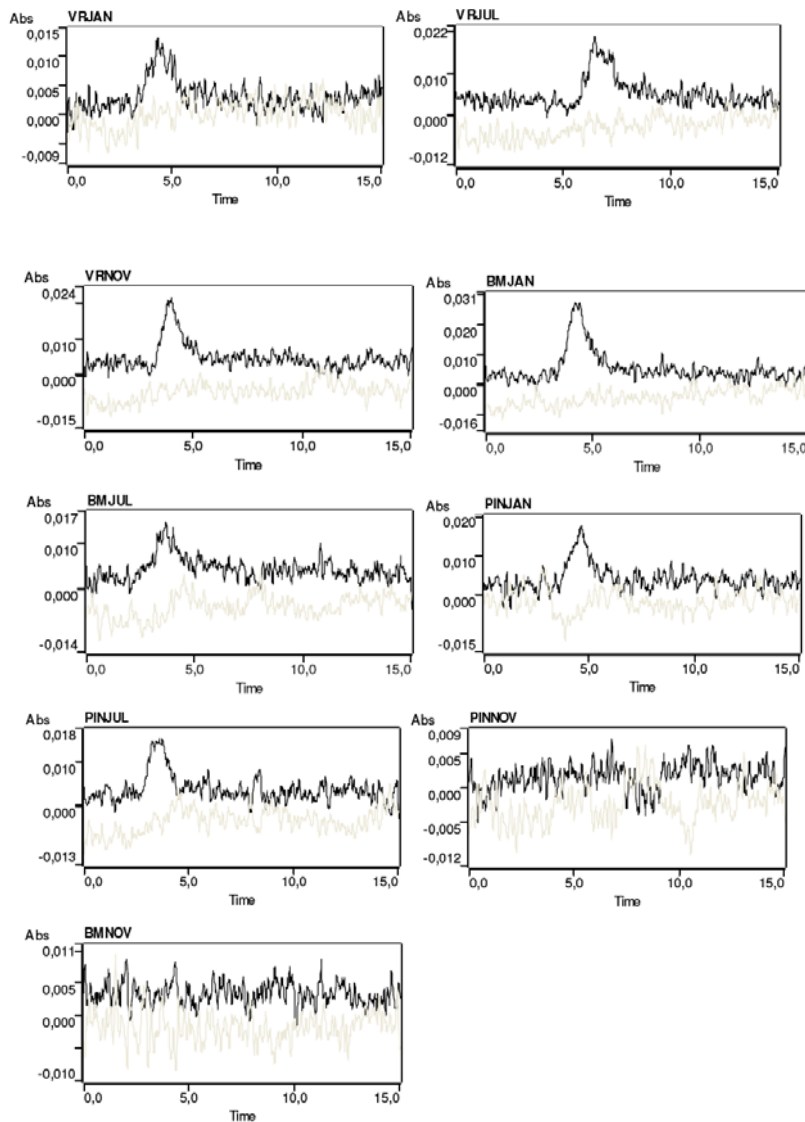 Abs VRJAN
0,015
0,010
0,005
0,000
-0,009
0,0 5,0 10,0 15,0
Time
Abs VRJUL
0,022
0,010
0,000
-0,012
0,0 5,0 10,0 15,0
Time
Abs VRNOV
0,024
0,010
0,000
-0,015
0,0 5,0 10,0 15,0
Time
Abs BMJAN
0,031
0,020
0,010
0,000
-0,016
0,0 5,0 10,0 15,0
Time
Abs BMJUL
0,017
0,010
0,000
-0,014
0,0 5,0 10,0 15,0
Time
Abs PINJAN
0,020
0,010
0,000
-0,015
0,0 5,0 10,0 15,0
Time
Abs PINJUL
0,018
0,010
0,000
-0,013
0,0 5,0 10,0 15,0
Time
Abs PINNOV
0,009
0,005
0,000
-0,005
-0,012
0,0 5,0 10,0 15,0
Time
Abs BMNOV
0,011
0,005
0,000
-0,010
0,0 5,0 10,0 15,0
Time